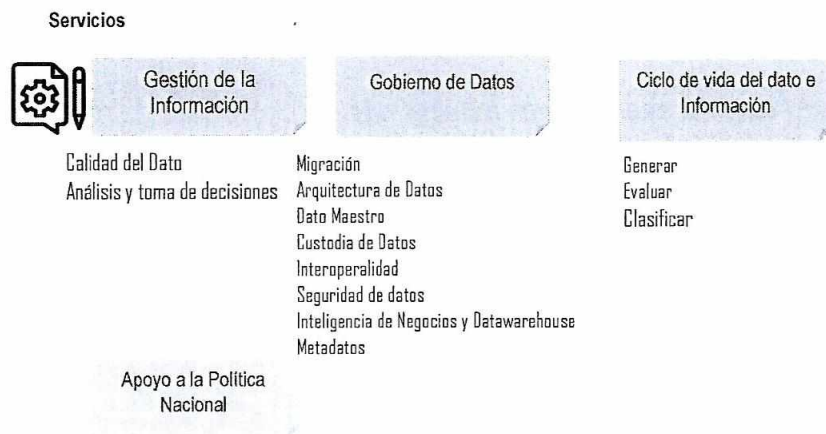 Servicios
Gestión de la
Información
Calidad del Dato
Análisis y toma de decisiones
Gobierno de Datos
Migración
Arquitectura de Datos
Dato Maestro
Custodia de Datos
Interoperalidad
Seguridad de datos
Inteligencia de Negocios y Datawarehouse
Metadatos
Ciclo de vida del dato e
Información
Generar
Evaluar
Clasificar
Apoyo a la Política
Nacional